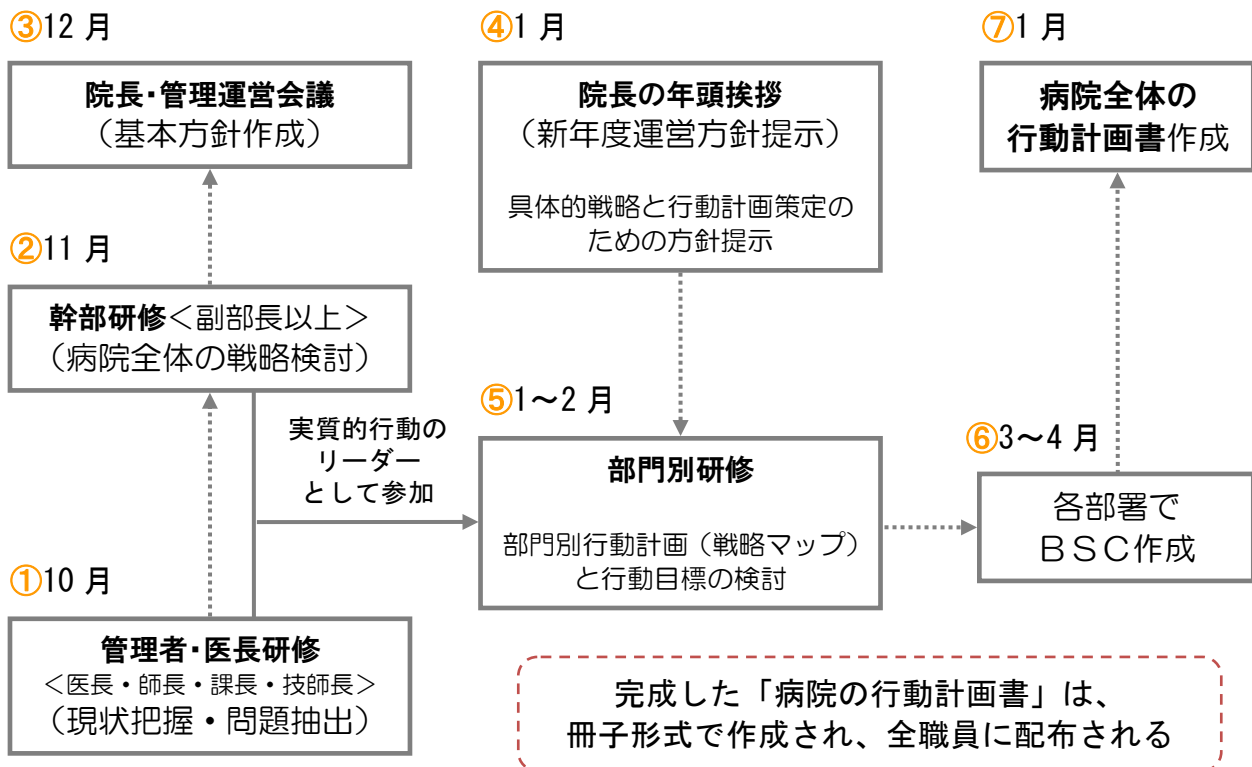 ③12 月
院長・管理運営会議
（基本方針作成）
②11 月
幹部研修＜副部長以上＞
（病院全体の戦略検討）
①10 月
管理者・医長研修
＜医長・師長・課長・技師長＞
（現状把握・問題抽出）
実質的行動の
リーダー
として参加
④1 月
院長の年頭挨拶
（新年度運営方針提示）
具体的戦略と行動計画策定の
ための方針提示
⑤1～2 月
部門別研修
部門別行動計画（戦略マップ）
と行動目標の検討
⑦1 月
病院全体の
行動計画書作成
⑥3～4 月
各部署で
ＢＳＣ作成
完成した「病院の行動計画書」は、
冊子形式で作成され、全職員に配布される